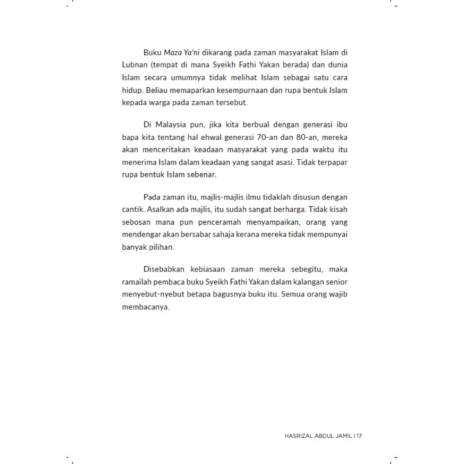 Buku Maza Ya'ni dikarang pada zaman masyarakat Islam di
Lubnan (tempat di mana Syeikh Fathi Yakan berada) dan dunia
Islam secara umumnya tidak melihat Islam sebagai satu cara
hidup. Beliau memaparkan kesempurnaan dan rupa bentuk Islam
kepada warga pada zaman tersebut.
Di Malaysia pun, jika kita berbual dengan generasi ibu
bapa kita tentang hal ehwal generasi 70-an dan 80-an, mereka
akan menceritakan keadaan masyarakat yang pada waktu itu
menerima Islam dalam keadaan yang sangat asasi. Tidak terpapar
rupa bentuk Islam sebenar.
Pada zaman itu, majlis-majlis ilmu tidaklah disusun dengan
cantik. Asalkan ada majlis, itu sudah sangat berharga. Tidak kisah
sebosan mana pun penceramah menyampaikan, orang yang
mendengar akan bersabar sahaja kerana mereka tidak mempunyai
banyak pilihan.
Disebabkan kebiasaan zaman mereka sebegitu, maka
ramailah pembaca buku Syeikh Fathi Yakan dalam kalangan senior
menyebut-nyebut betapa bagusnya buku itu. Semua orang wajib
membacanya.
HASRIZAL ABDUL JAMIL | 17